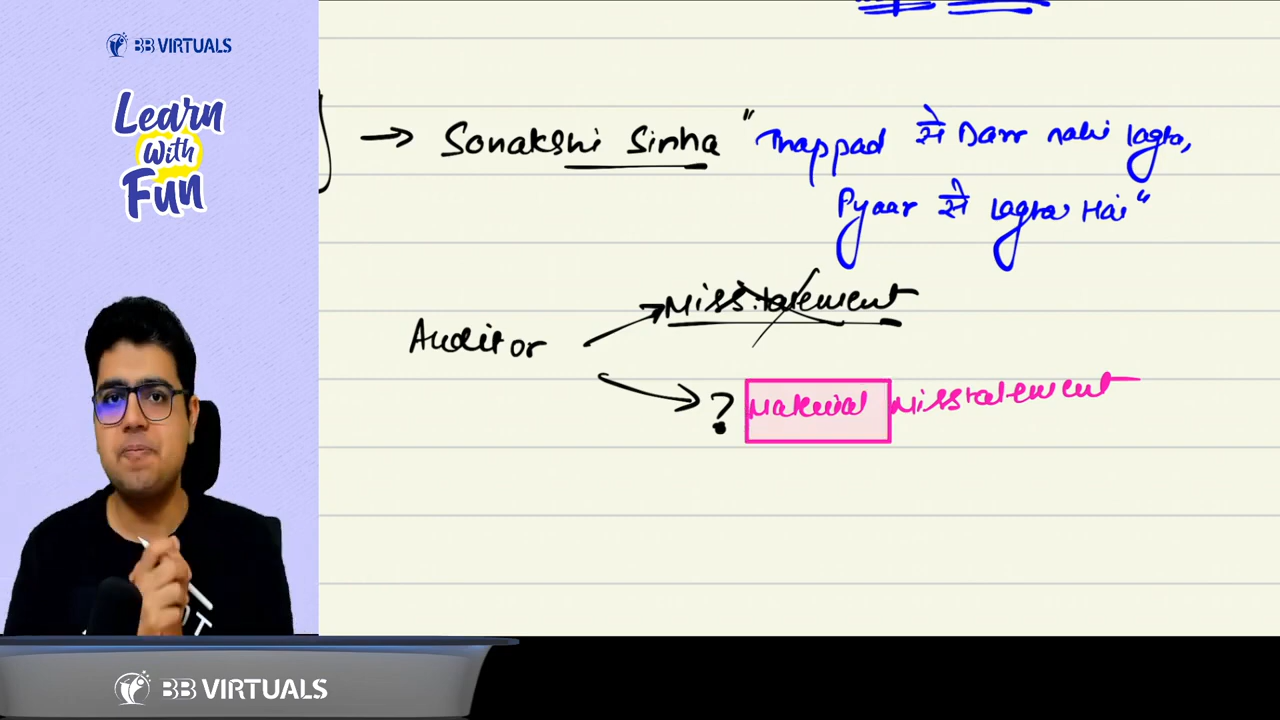 BB VIRTUALS
Learn
With
Fun
→ Sonakshi Sinha "Thappad से Darr nahi lagta,
Pyaar से lagta Hai"
Misstatement
Auditor
? Material Misstatement
BB VIRTUALS